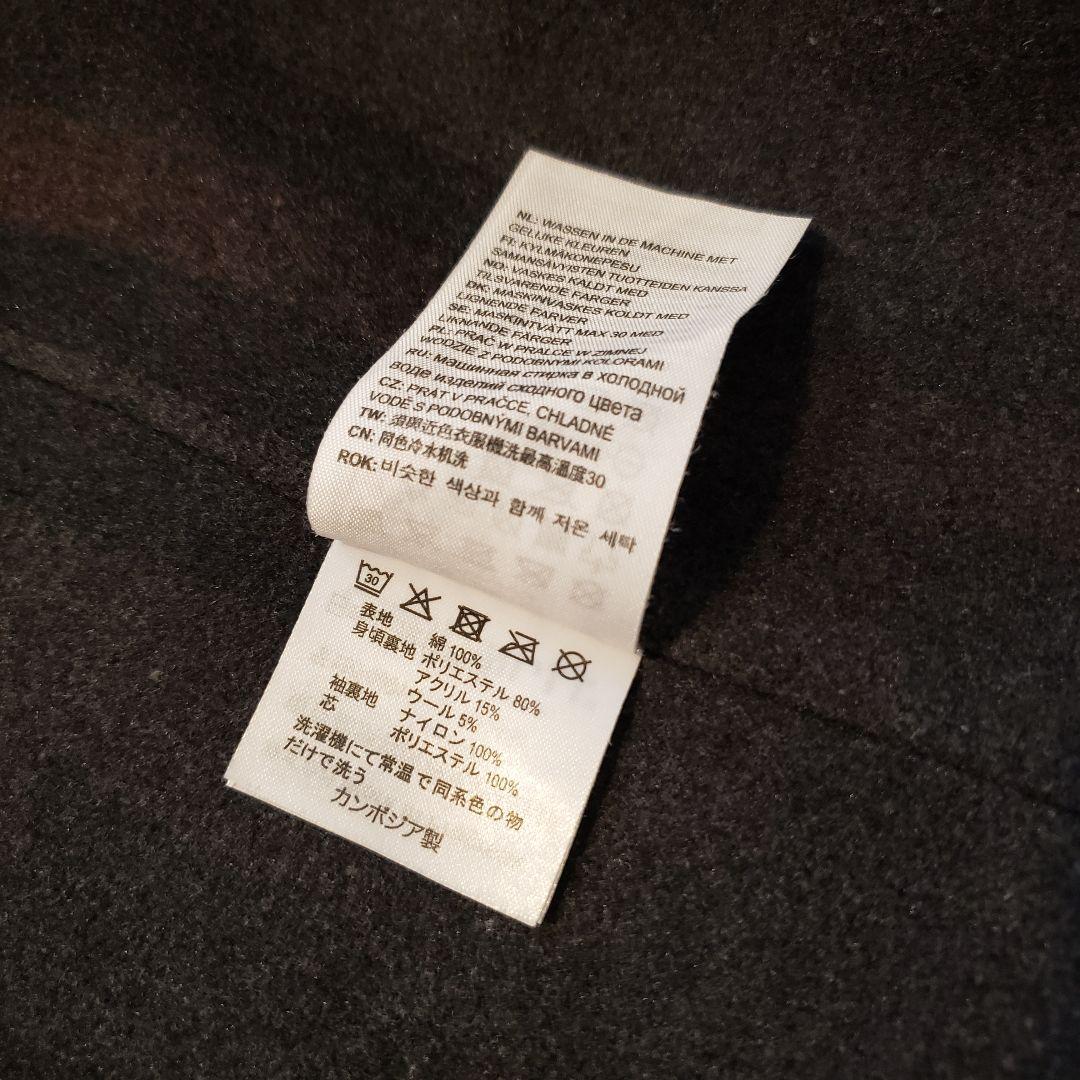 NL: WASSEN IN DE MACHINE MET
GELIJKE KLEUREN
FI: KYLMÄKONEPESU
SAMANSÄVYISTEN TUOTTEIDEN KANSSA
NO: VASKES KALDT MED
TILSVARENDE FARGER
DK: MASKINVASKES KOLDT MED
LIGNENDE FARVER
SE: MASKINTVÄTT MAX 30 MED
LIKNANDE FÄRGER
PL: PRAĆ W PRALCE W ZIMNEJ
WODZIE Z PODOBNYMI KOLORAMI
RU: Машинная стирка в холодной
воде изделий сходного цвета
CZ: PRÁT V PRAČCE, CHLADNÉ
VODĚ S PODOBNÝMI BARVAMI
TW: 須與近色衣服機洗最高溫度30
CN: 同色冷水机洗
ROK: 비슷한 색상과 함께 저온 세탁
30
表地 綿 100%
身頃裏地 ポリエステル 80%
アクリル 15%
ウール 5%
袖裏地 ナイロン 100%
芯 ポリエステル 100%
洗濯機にて常温で同系色の物
だけで洗う
カンボジア製